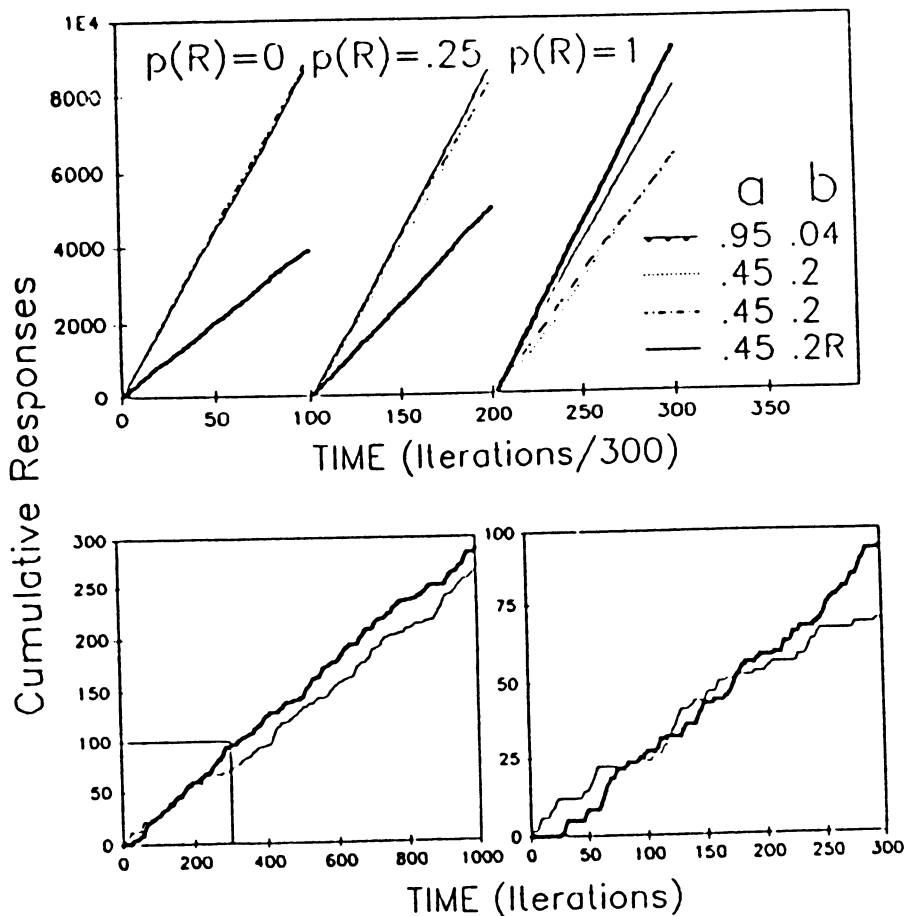 1E4
8000
6000
4000
2000
0
p(R)=0 p(R)=.25 p(R)=1
a b
.95 .04
.45 .2
.45 .2
.45 .2R
0 50 100 150 200 250 300 350
TIME (Iterations/300)
Cumulative Responses
300
250
200
150
100
50
0
0 200 400 600 800 1000
100
75
50
25
0
0 50 100 150 200 250 300
TIME (Iterations)